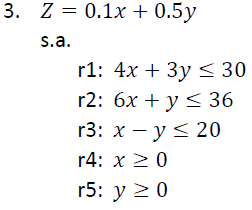 3. Z = 0.1x + 0.5y
s.a.
r1: 4x + 3y ≤ 30
r2: 6x + y ≤ 36
r3: x − y ≤ 20
r4: x ≥ 0
r5: y ≥ 0